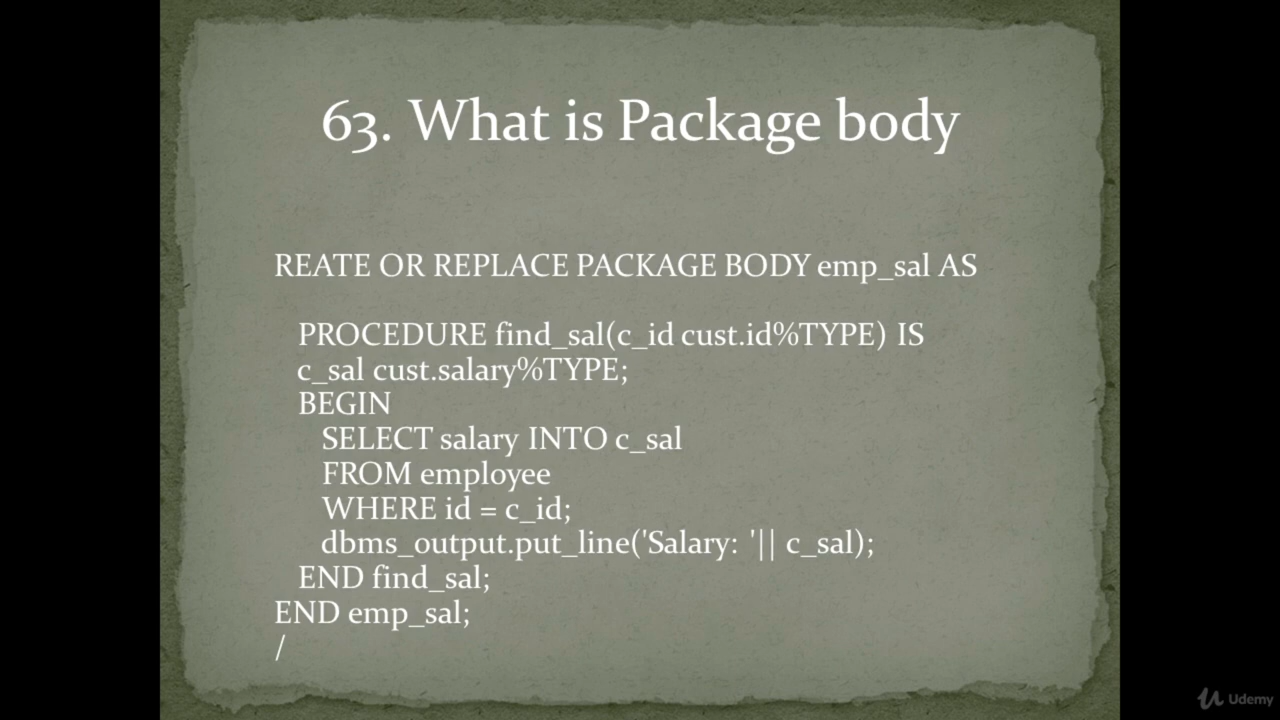 63. What is Package body
REATE OR REPLACE PACKAGE BODY emp_sal AS
PROCEDURE find_sal(c_id cust.id%TYPE) IS
c_sal cust.salary%TYPE;
BEGIN
SELECT salary INTO c_sal
FROM employee
WHERE id = c_id;
dbms_output.put_line('Salary: '|| c_sal);
END find_sal;
END emp_sal;
/
Udemy